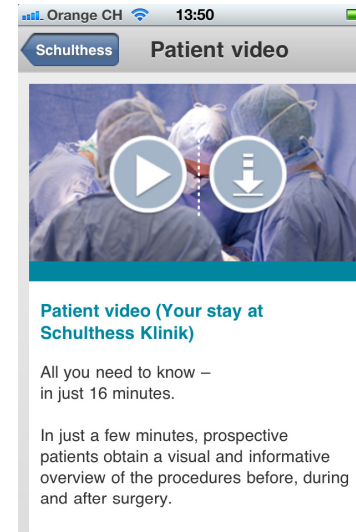 Orange CH 13:50
Schulthess Patient video
Patient video (Your stay at
Schulthess Klinik)
All you need to know –
in just 16 minutes.
In just a few minutes, prospective
patients obtain a visual and informative
overview of the procedures before, during
and after surgery.